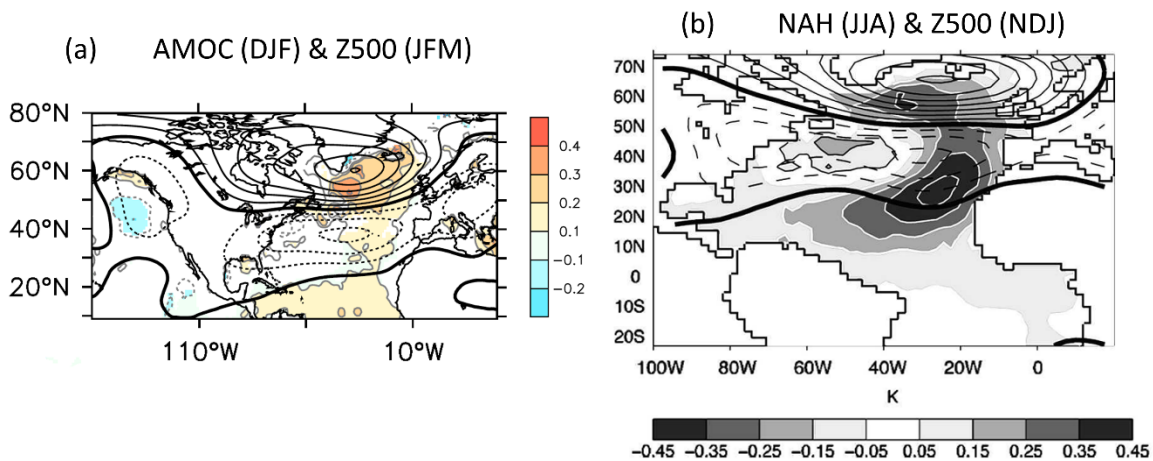 (a) AMOC (DJF) & Z500 (JFM)
80°N
60°N
40°N
20°N
110°W 10°W
0.4
0.3
0.2
0.1
−0.1
−0.2
(b) NAH (JJA) & Z500 (NDJ)
70N
60N
50N
40N
30N
20N
10N
0
10S
20S
100W 80W 60W 40W 20W 0
K
−0.45 −0.35 −0.25 −0.15 −0.05 0.05 0.15 0.25 0.35 0.45